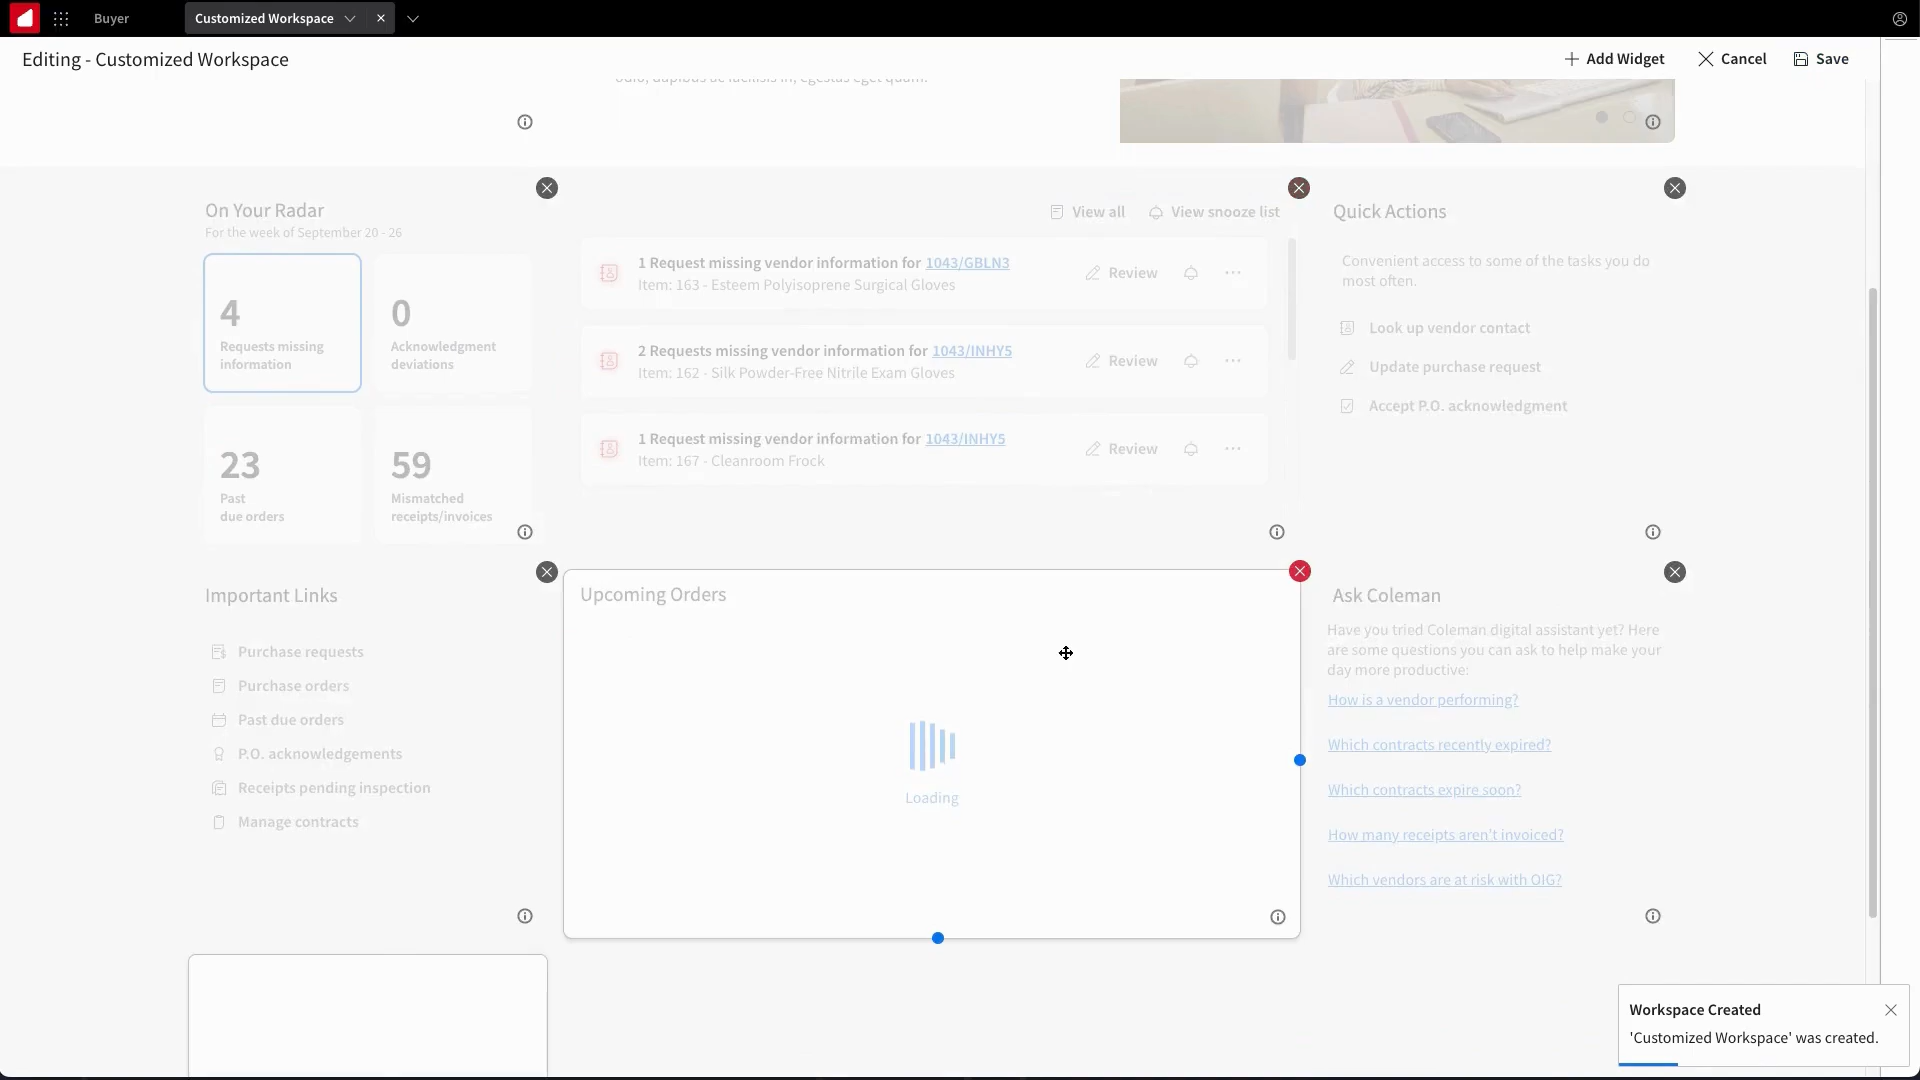 Buyer
Customized Workspace
Editing - Customized Workspace
Add Widget
Cancel
Save
odio, dapibus ac facilisis in, egestas eget quam.
On Your Radar
For the week of September 20 - 26
4
Requests missing
information
0
Acknowledgment
deviations
23
Past
due orders
59
Mismatched
receipts/invoices
View all
View snooze list
1 Request missing vendor information for 1043/GBLN3
Item: 163 - Esteem Polyisoprene Surgical Gloves
Review
2 Requests missing vendor information for 1043/INHY5
Item: 162 - Silk Powder-Free Nitrile Exam Gloves
Review
1 Request missing vendor information for 1043/INHY5
Item: 167 - Cleanroom Frock
Review
Quick Actions
Convenient access to some of the tasks you do
most often.
Look up vendor contact
Update purchase request
Accept P.O. acknowledgment
Important Links
Purchase requests
Purchase orders
Past due orders
P.O. acknowledgements
Receipts pending inspection
Manage contracts
Upcoming Orders
Loading
Ask Coleman
Have you tried Coleman digital assistant yet? Here
are some questions you can ask to help make your
day more productive:
How is a vendor performing?
Which contracts recently expired?
Which contracts expire soon?
How many receipts aren't invoiced?
Which vendors are at risk with OIG?
Workspace Created
'Customized Workspace' was created.